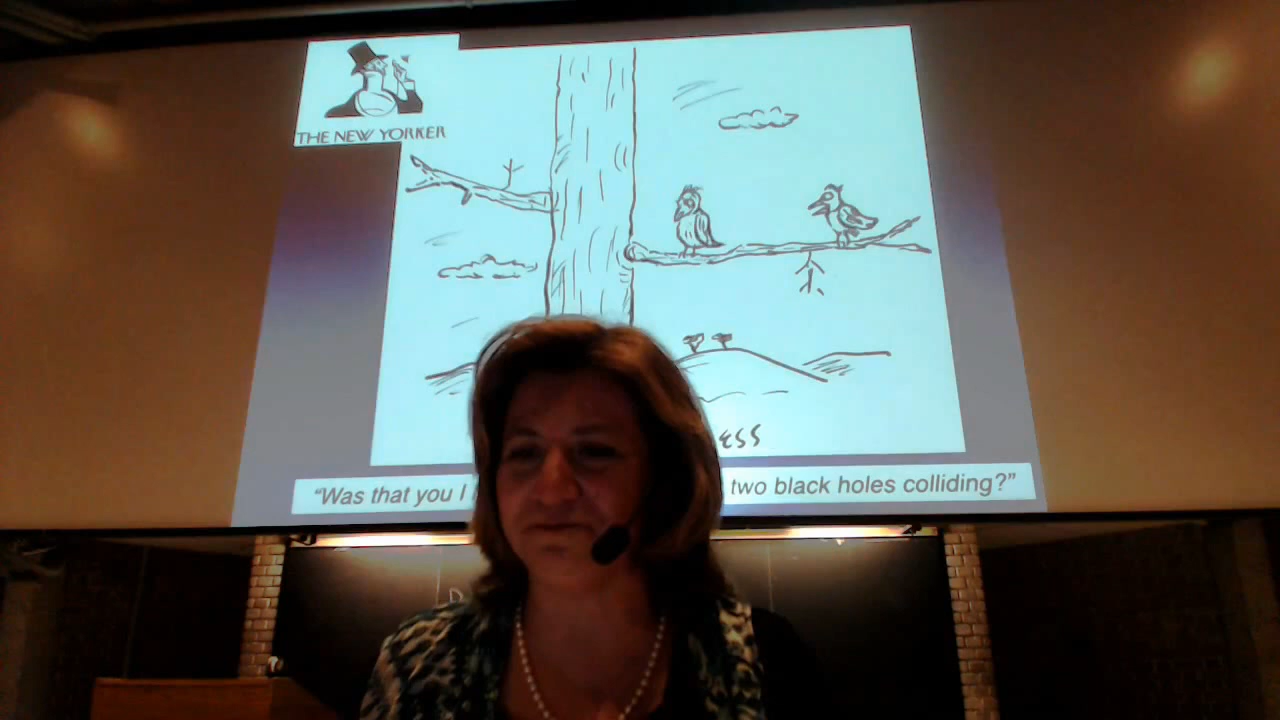 THE NEW YORKER
ESS
"Was that you I
two black holes colliding?"